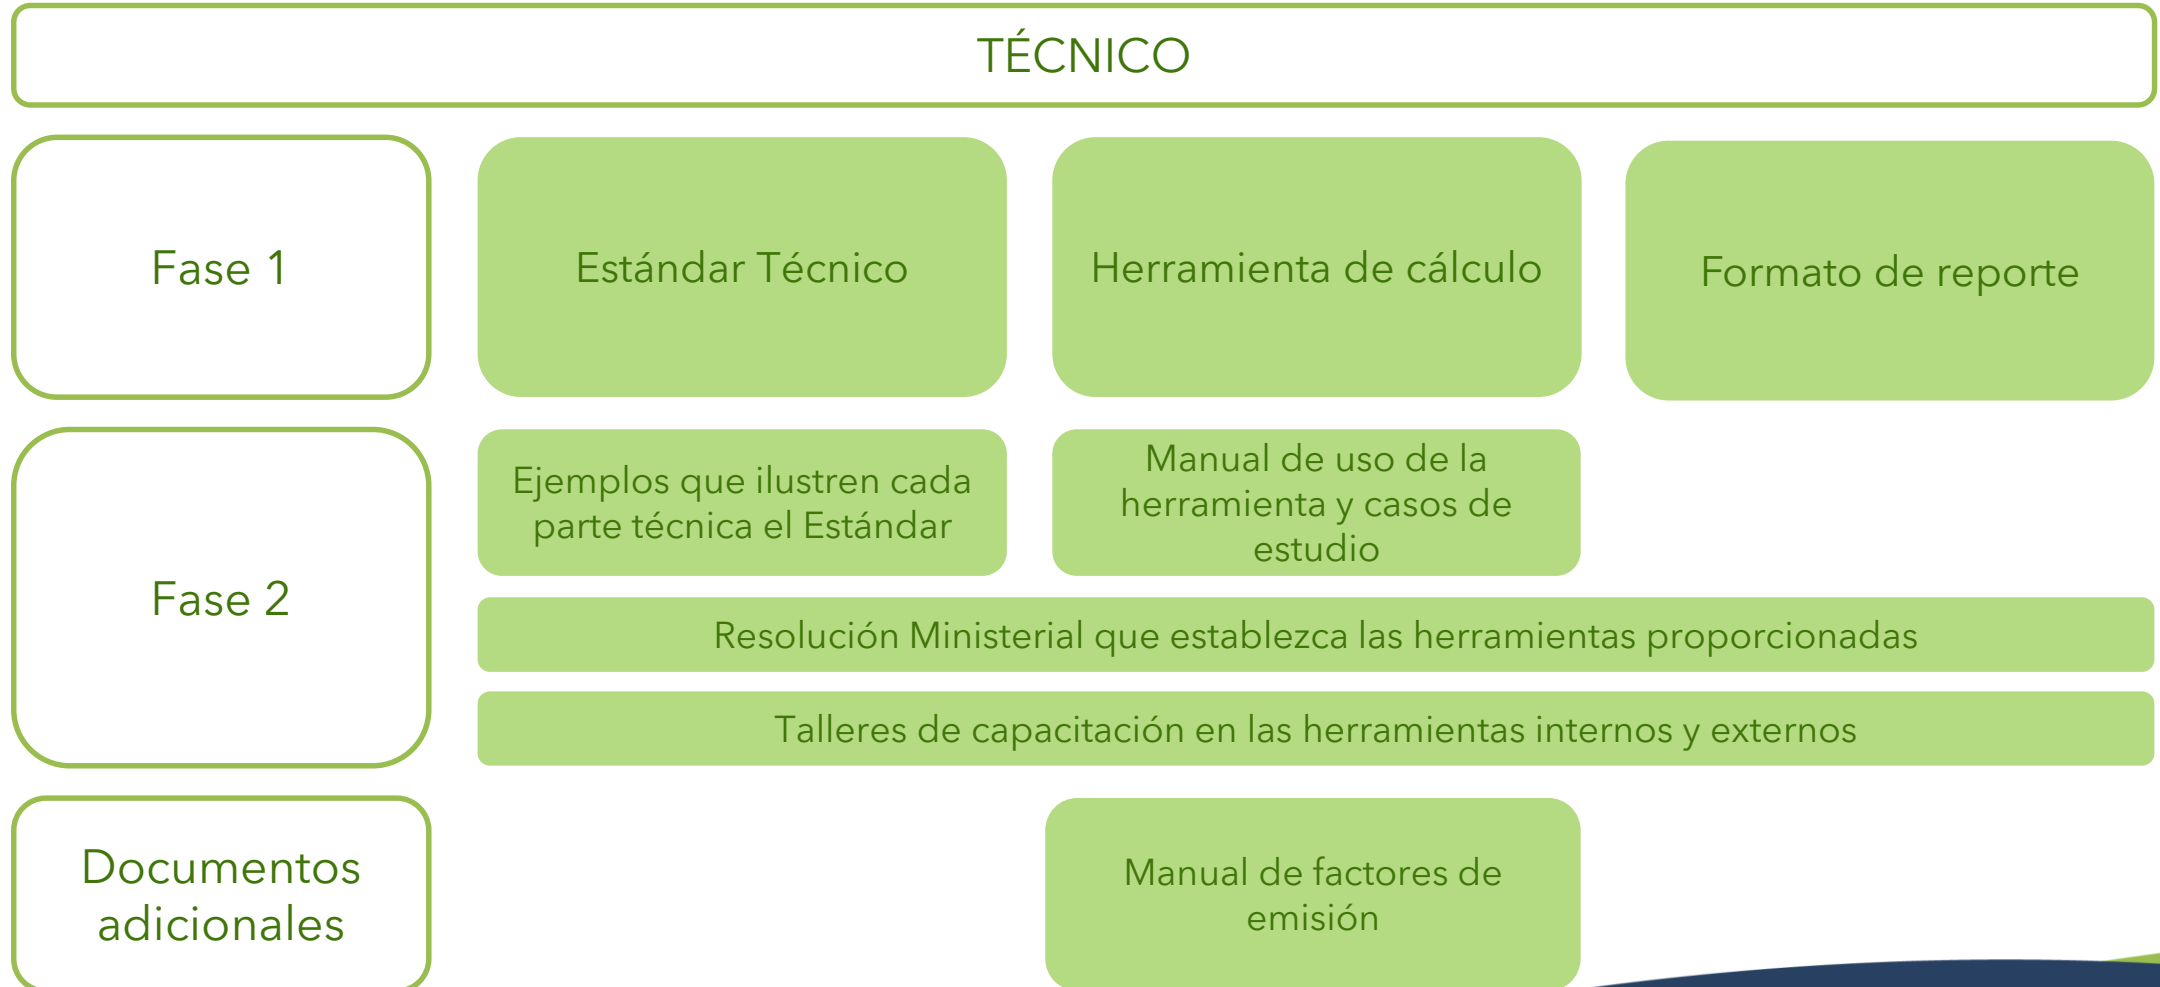 TÉCNICO
Fase 1
Estándar Técnico
Herramienta de cálculo
Formato de reporte
Fase 2
Ejemplos que ilustren cada
parte técnica el Estándar
Manual de uso de la
herramienta y casos de
estudio
Resolución Ministerial que establezca las herramientas proporcionadas
Talleres de capacitación en las herramientas internos y externos
Documentos
adicionales
Manual de factores de
emisión